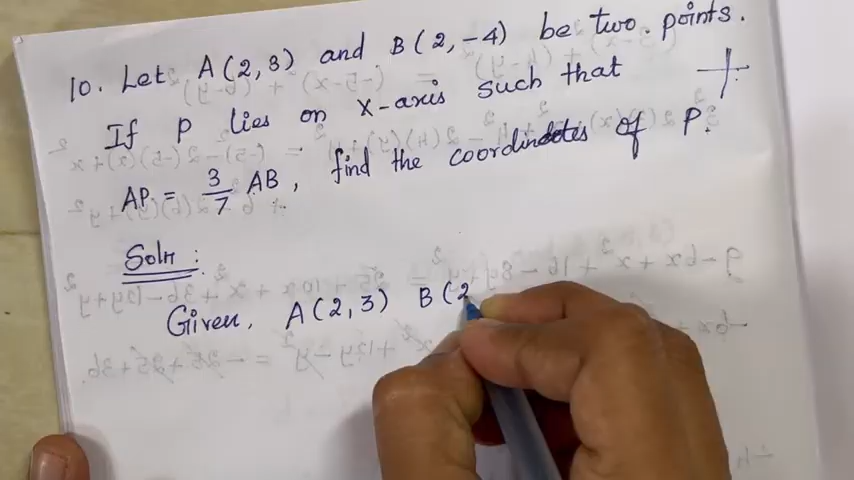 10. Let A(2,3) and B(2,-4) be two points.
If P lies on x-axis such that
AP = 3/7 AB, find the coordinates of P.
Soln :
Given, A(2,3) B(2